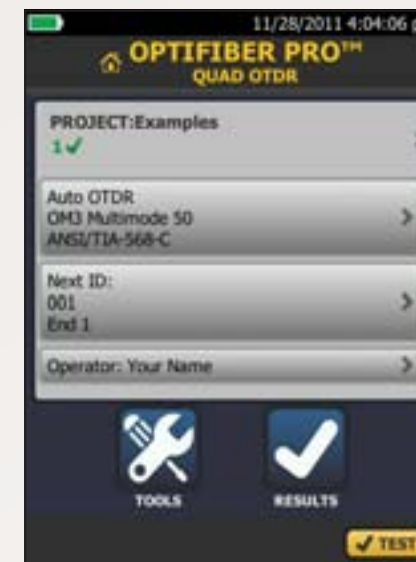 11/28/2011 4:04:06 p
OPTIFIBER PRO™
QUAD OTDR
PROJECT:Examples
1
Auto OTDR
OM3 Multimode 50
ANSI/TIA-568-C
Next ID:
001
End 1
Operator: Your Name
TOOLS
RESULTS
TEST